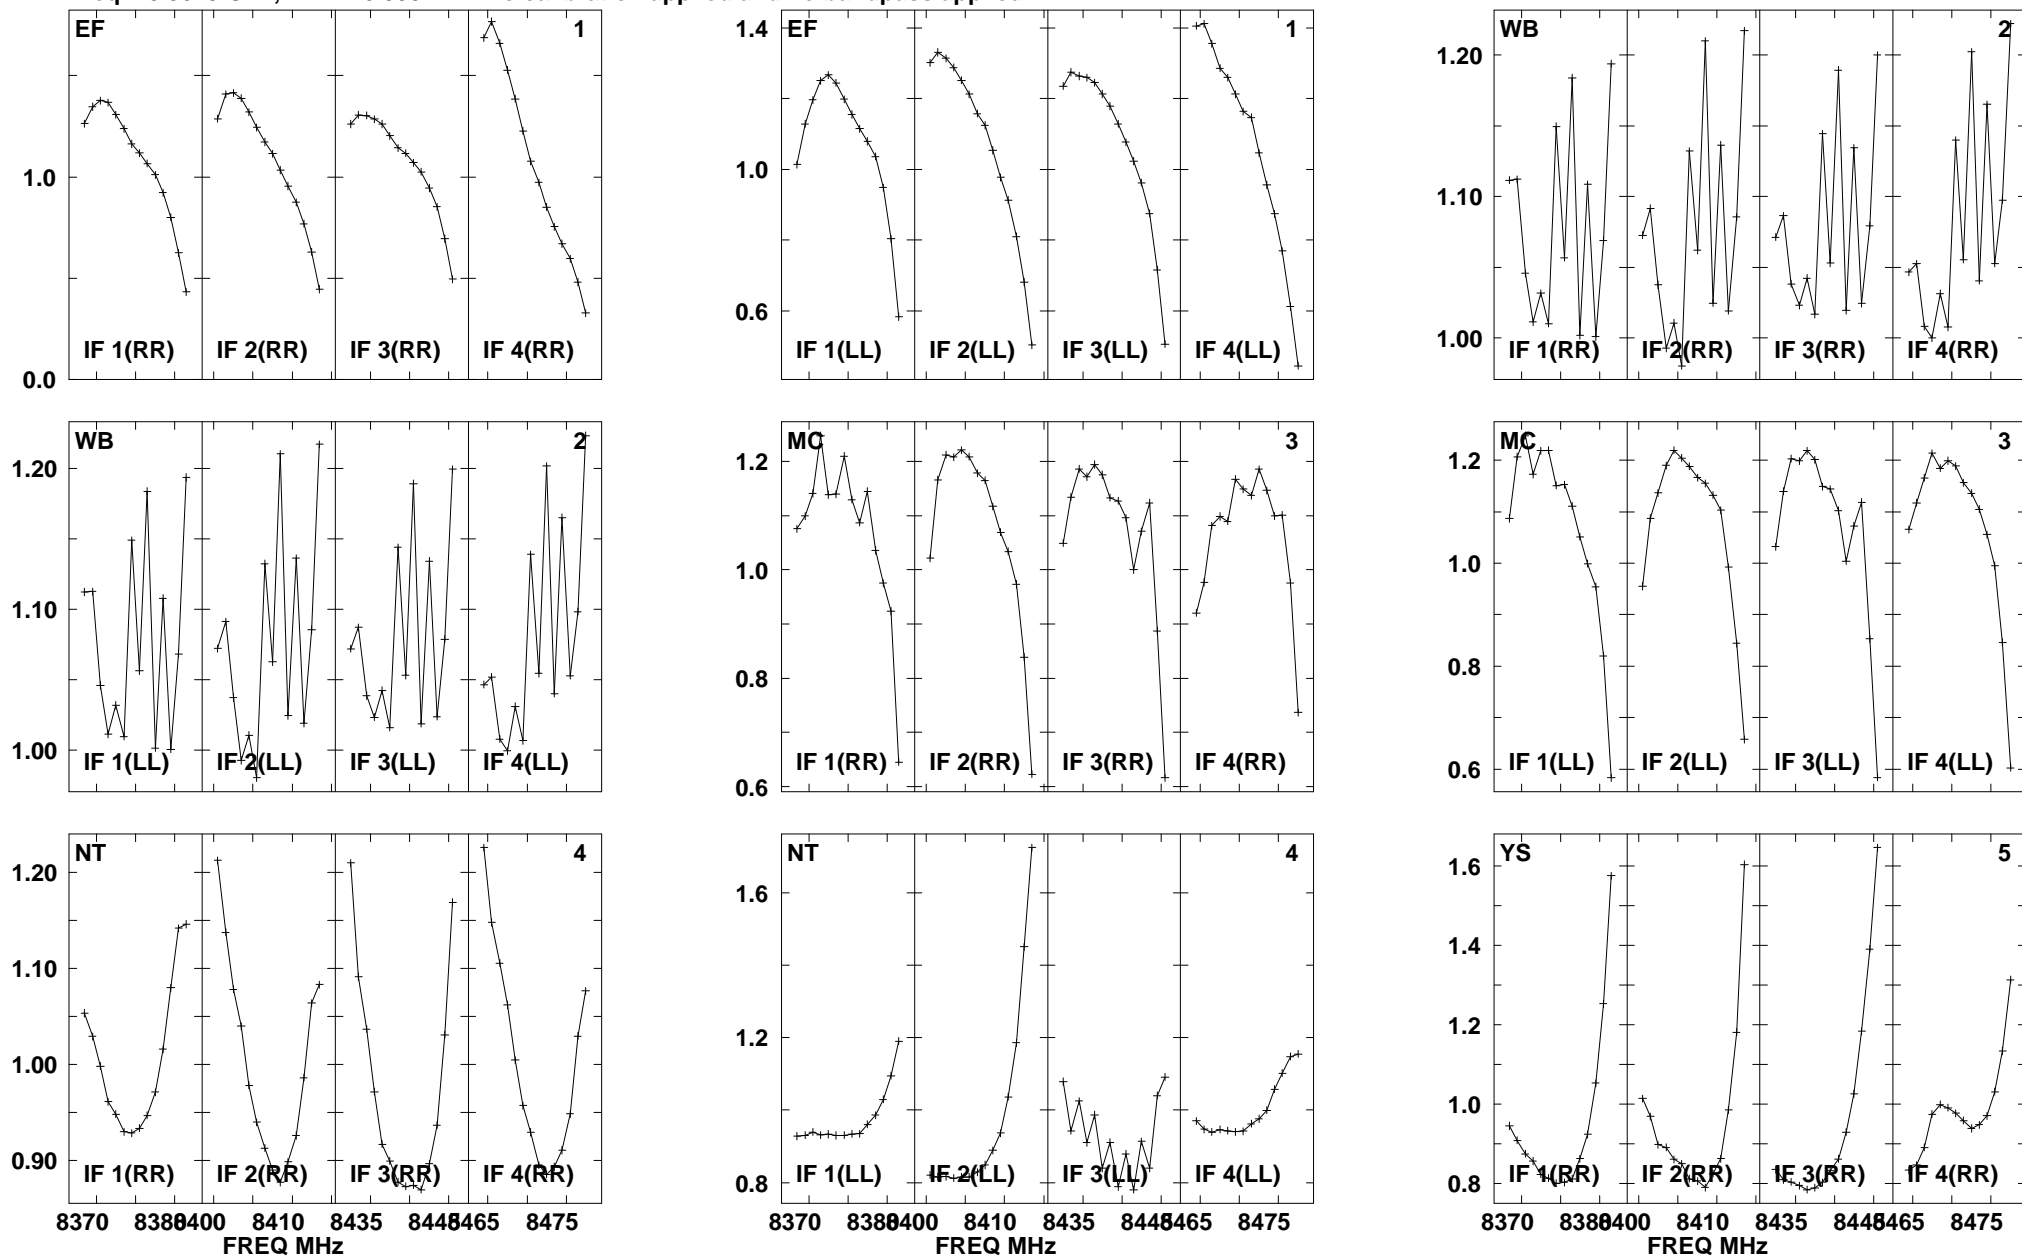 EF 1
1.0
0.0
IF 1(RR) IF 2(RR) IF 3(RR) IF 4(RR)
EF 1
1.4
1.0
0.6
IF 1(LL) IF 2(LL) IF 3(LL) IF 4(LL)
WB 2
1.20
1.10
1.00
IF 1(RR) IF 2(RR) IF 3(RR) IF 4(RR)
WB 2
1.20
1.10
1.00
IF 1(LL) IF 2(LL) IF 3(LL) IF 4(LL)
MC 3
1.2
1.0
0.8
0.6
IF 1(RR) IF 2(RR) IF 3(RR) IF 4(RR)
MC 3
1.2
1.0
0.8
0.6
IF 1(LL) IF 2(LL) IF 3(LL) IF 4(LL)
NT 4
1.20
1.10
1.00
0.90
IF 1(RR) IF 2(RR) IF 3(RR) IF 4(RR)
8370 8380 8400 8410 8435 8445 8465 8475
FREQ MHz
NT 4
1.6
1.2
0.8
IF 1(LL) IF 2(LL) IF 3(LL) IF 4(LL)
8370 8380 8400 8410 8435 8445 8465 8475
FREQ MHz
YS 5
1.6
1.4
1.2
1.0
0.8
IF 1(RR) IF 2(RR) IF 3(RR) IF 4(RR)
8370 8380 8400 8410 8435 8445 8465 8475
FREQ MHz